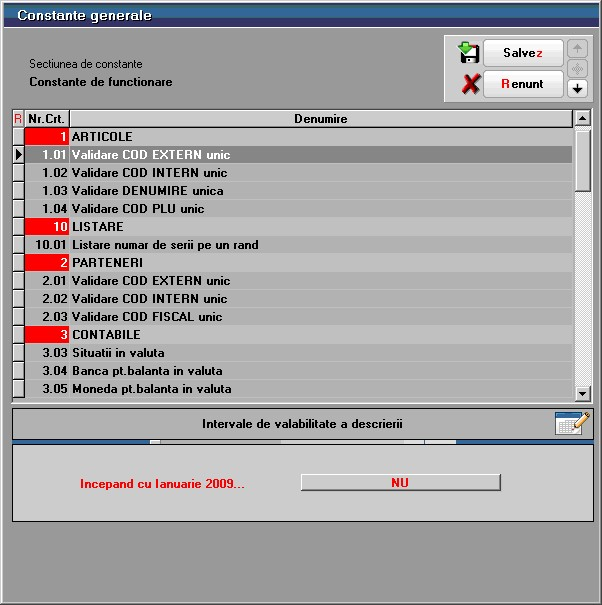 Constante generale
Sectiunea de constante
Constante de functionare
Salvez
Renunt
R Nr.Crt. Denumire
1 ARTICOLE
1.01 Validare COD EXTERN unic
1.02 Validare COD INTERN unic
1.03 Validare DENUMIRE unica
1.04 Validare COD PLU unic
10 LISTARE
10.01 Listare numar de serii pe un rand
2 PARTENERI
2.01 Validare COD EXTERN unic
2.02 Validare COD INTERN unic
2.03 Validare COD FISCAL unic
3 CONTABILE
3.03 Situatii in valuta
3.04 Banca pt.balanta in valuta
3.05 Moneda pt.balanta in valuta
Intervale de valabilitate a descrierii
Incepand cu Ianuarie 2009... NU